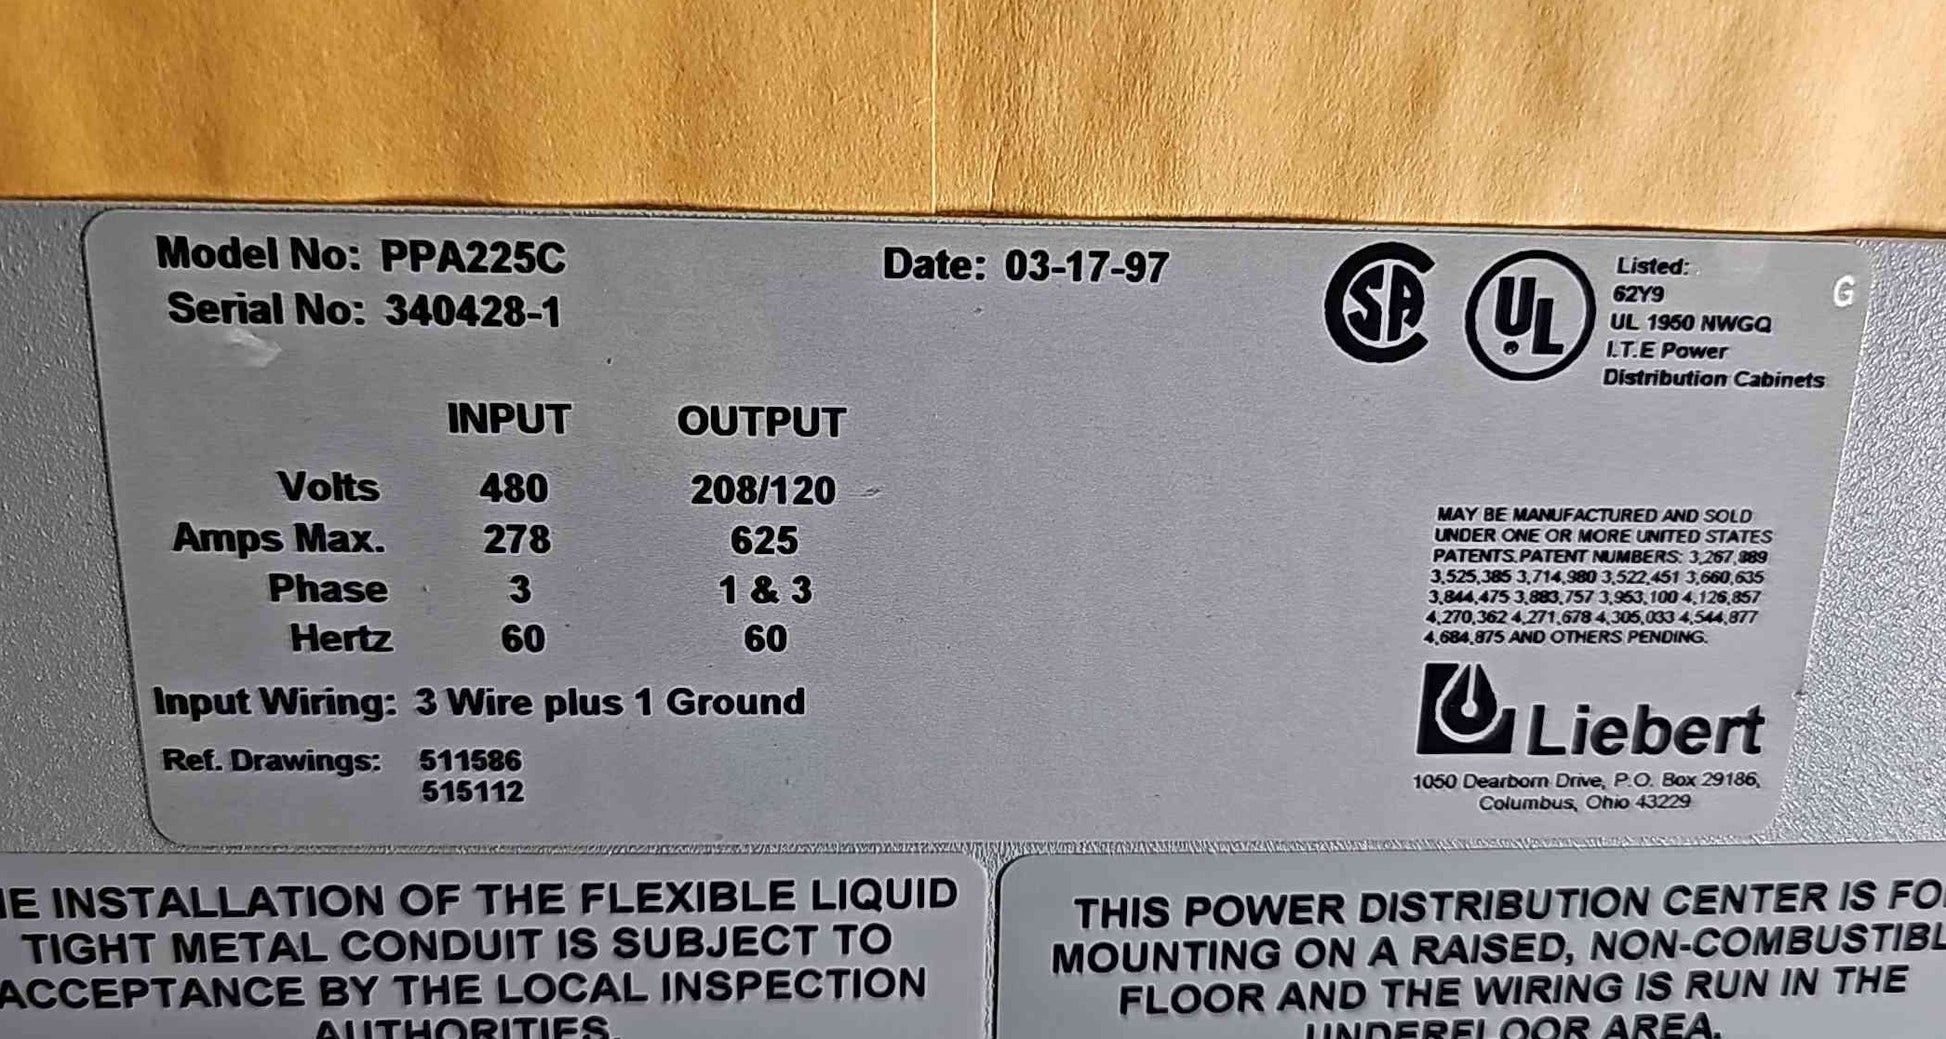 Model No: PPA225C
Serial No: 340428-1
Date: 03-17-97
SA
UL
Listed:
62Y9
UL 1950 NWGQ
I.T.E Power
Distribution Cabinets
G
INPUT OUTPUT
Volts 480 208/120
Amps Max. 278 625
Phase 3 1 & 3
Hertz 60 60
Input Wiring: 3 Wire plus 1 Ground
Ref. Drawings: 511586
515112
MAY BE MANUFACTURED AND SOLD
UNDER ONE OR MORE UNITED STATES
PATENTS.PATENT NUMBERS: 3,267,
3,525,385 3,714,980 3,522,451 3,660,635
3,844,475 3,883,757 3,953,100 4,126,857
4,270,362 4,271,678 4,305,033 4,544,877
4,684,875 AND OTHERS PENDING.
Liebert
1050 Dearborn Drive, P.O. Box 29186,
Columbus, Ohio 43229
INSTALLATION OF THE FLEXIBLE LIQUID
TIGHT METAL CONDUIT IS SUBJECT TO
ACCEPTANCE BY THE LOCAL INSPECTION
AUTHORITIES.
THIS POWER DISTRIBUTION CENTER IS FO
MOUNTING ON A RAISED, NON-COMBUSTIBL
FLOOR AND THE WIRING IS RUN IN THE
UNDERFLOOR AREA.